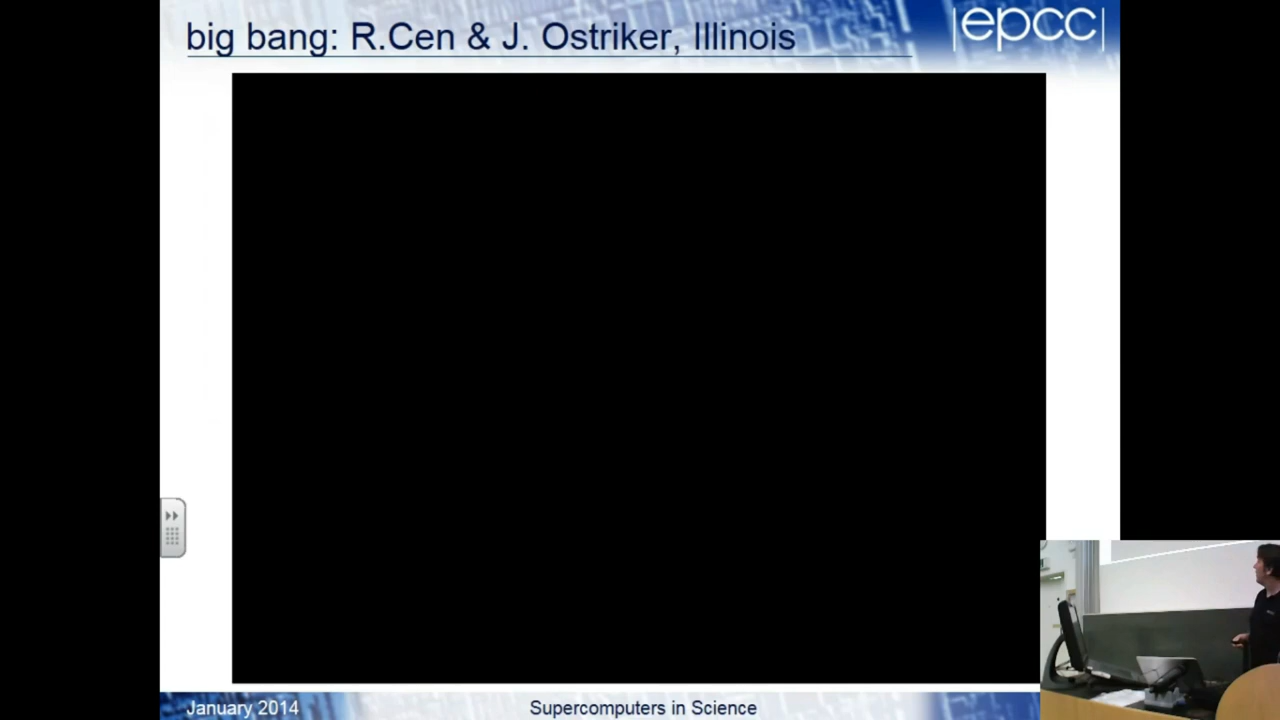 big bang: R.Cen & J. Ostriker, Illinois
|epcc|
January 2014
Supercomputers in Science